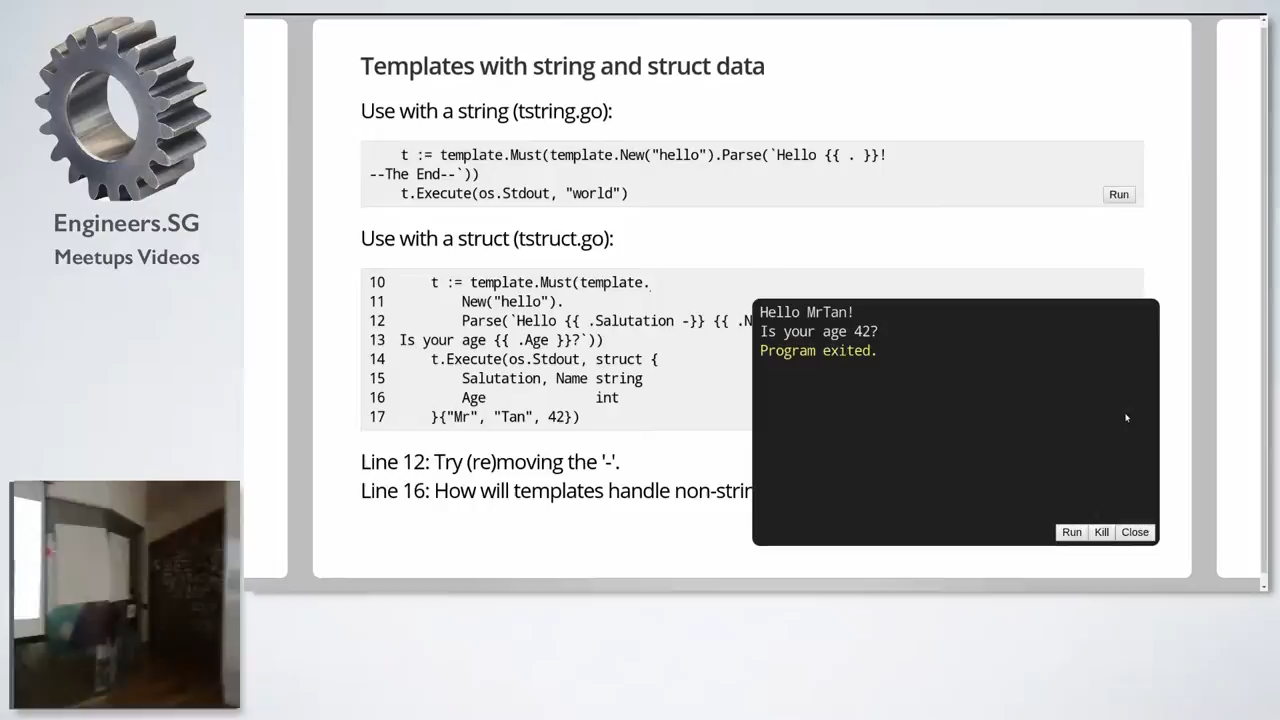 Engineers.SG
Meetups Videos
Templates with string and struct data
Use with a string (tstring.go):
t := template.Must(template.New("hello").Parse(`Hello {{ . }}!
--The End--`))
t.Execute(os.Stdout, "world")
Run
Use with a struct (tstruct.go):
10 t := template.Must(template.
11 New("hello").
12 Parse(`Hello {{ .Salutation -}} {{ .N
13 Is your age {{ .Age }}?`))
14 t.Execute(os.Stdout, struct {
15 Salutation, Name string
16 Age int
17 }{"Mr", "Tan", 42})
Hello MrTan!
Is your age 42?
Program exited.
Run Kill Close
Line 12: Try (re)moving the '-'.
Line 16: How will templates handle non-strin